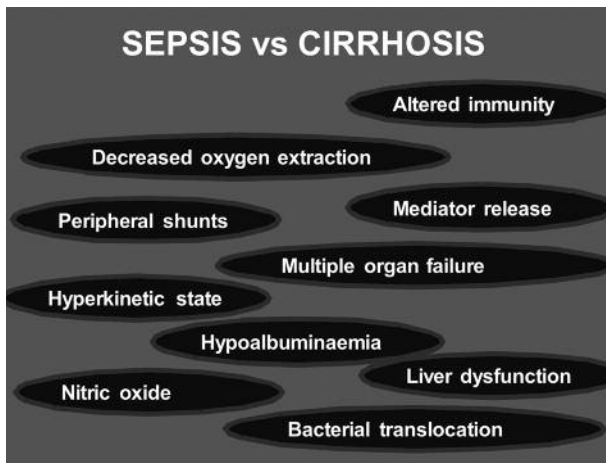 SEPSIS vs CIRRHOSIS
Altered immunity
Decreased oxygen extraction
Mediator release
Peripheral shunts
Multiple organ failure
Hyperkinetic state
Hypoalbuminaemia
Liver dysfunction
Nitric oxide
Bacterial translocation